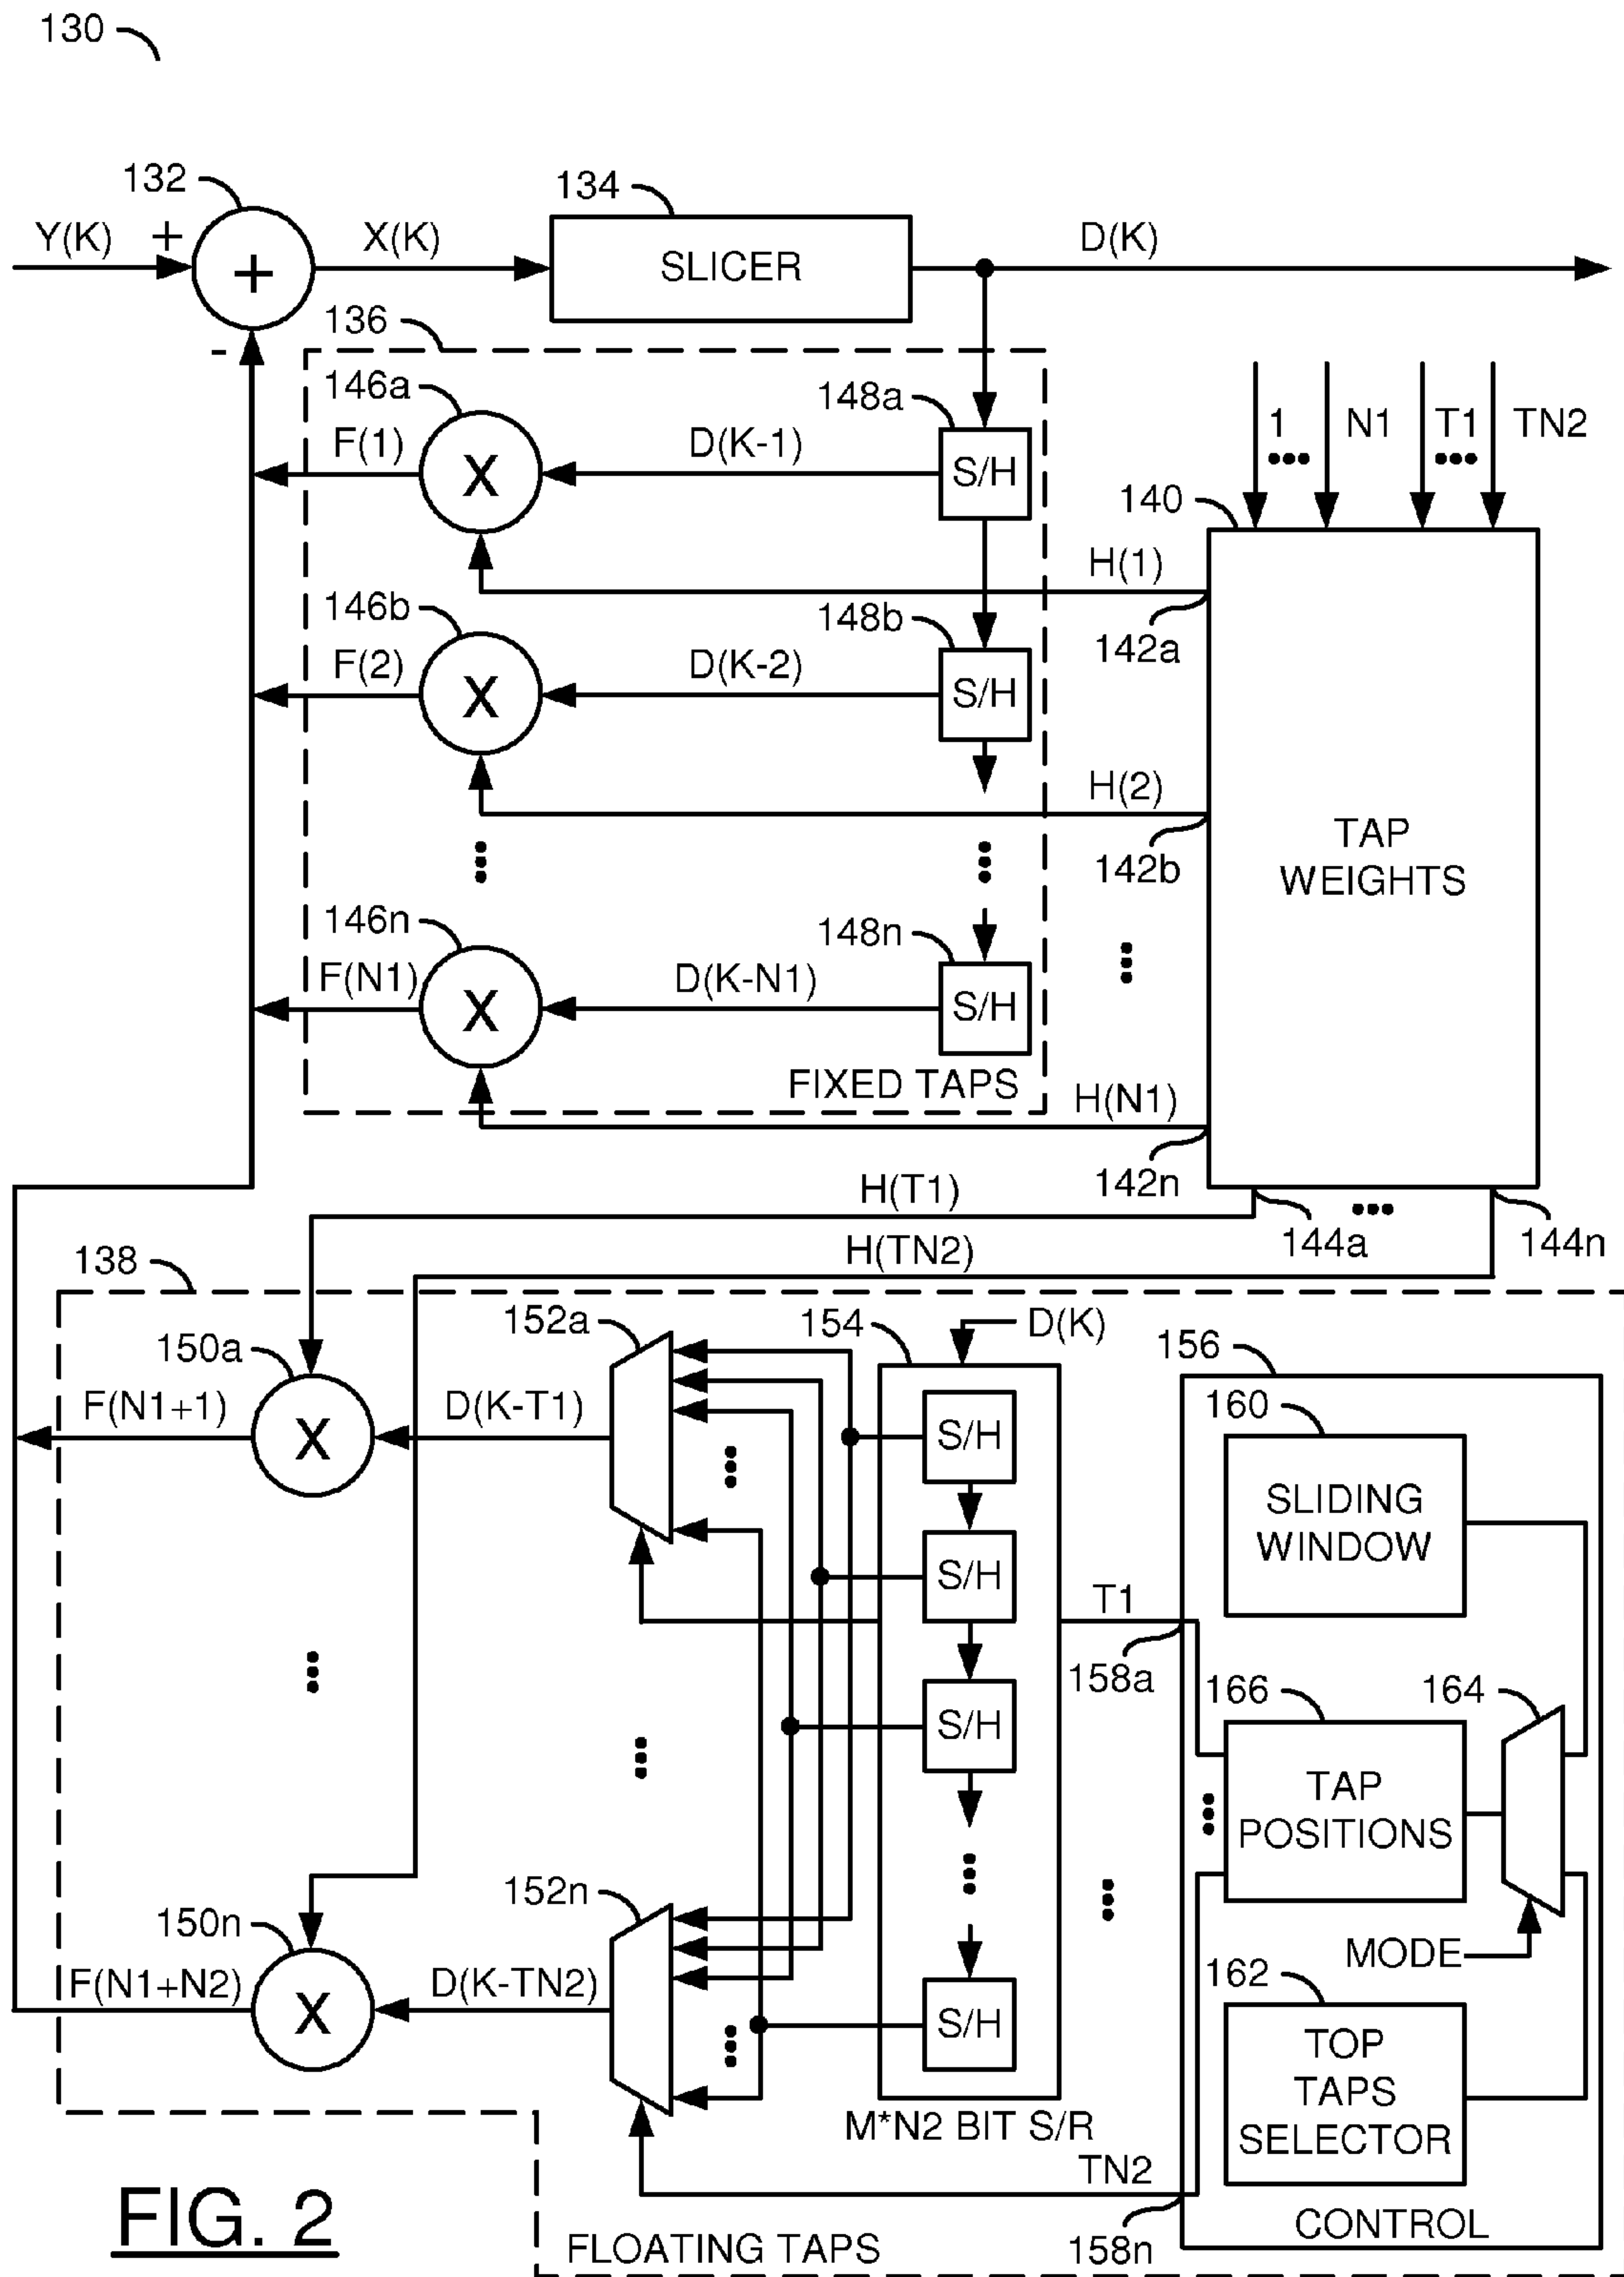 130
132
134
Y(K)
+
+
X(K)
SLICER
D(K)
-
136
146a
148a
F(1)
X
D(K-1)
S/H
1
•••
N1
T1
•••
TN2
140
H(1)
142a
146b
148b
F(2)
X
D(K-2)
S/H
H(2)
142b
TAP
WEIGHTS
146n
148n
F(N1)
X
D(K-N1)
S/H
FIXED TAPS
H(N1)
142n
H(T1)
144a
•••
144n
H(TN2)
138
150a
152a
154
D(K)
156
F(N1+1)
X
D(K-T1)
S/H
160
SLIDING
WINDOW
S/H
T1
158a
S/H
166
164
TAP
POSITIONS
150n
152n
MODE
F(N1+N2)
X
D(K-TN2)
S/H
162
TOP
TAPS
SELECTOR
M*N2 BIT S/R
TN2
158n
CONTROL
FLOATING TAPS
FIG. 2